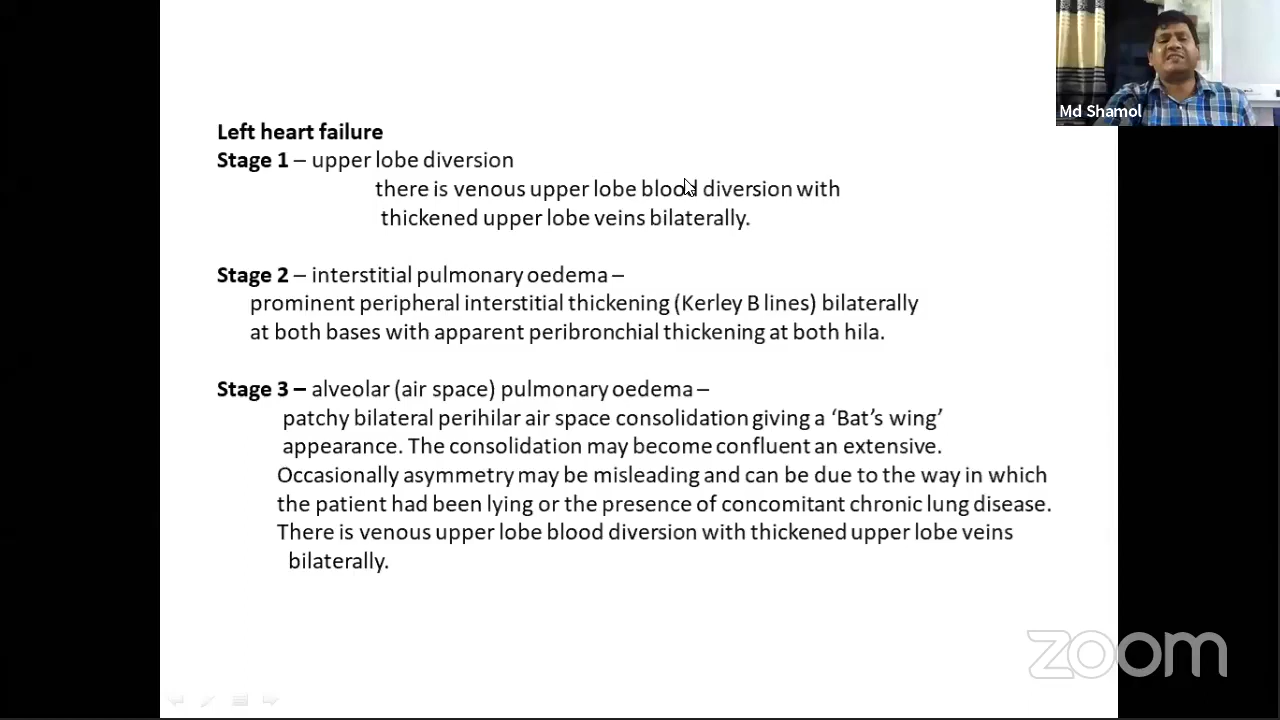 Md Shamol
Left heart failure
Stage 1 – upper lobe diversion
there is venous upper lobe blood diversion with
thickened upper lobe veins bilaterally.
Stage 2 – interstitial pulmonary oedema –
prominent peripheral interstitial thickening (Kerley B lines) bilaterally
at both bases with apparent peribronchial thickening at both hila.
Stage 3 – alveolar (air space) pulmonary oedema –
patchy bilateral perihilar air space consolidation giving a ‘Bat’s wing’
appearance. The consolidation may become confluent an extensive.
Occasionally asymmetry may be misleading and can be due to the way in which
the patient had been lying or the presence of concomitant chronic lung disease.
There is venous upper lobe blood diversion with thickened upper lobe veins
bilaterally.
zoom